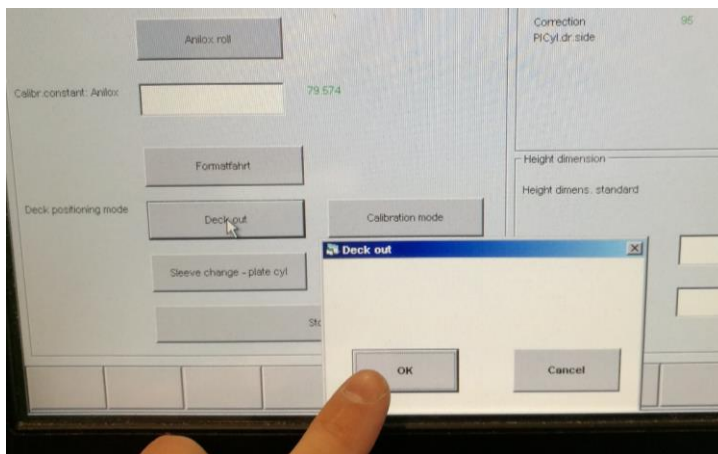 Anilox roll
Calibr.constant: Anilox
79.574
Formatfahrt
Deck positioning mode
Deck out
Calibration mode
Sleeve change - plate cyl
Correction
95
PlCyl.dr.side
Height dimension
Height dimens. standard
Deck out
OK
Cancel